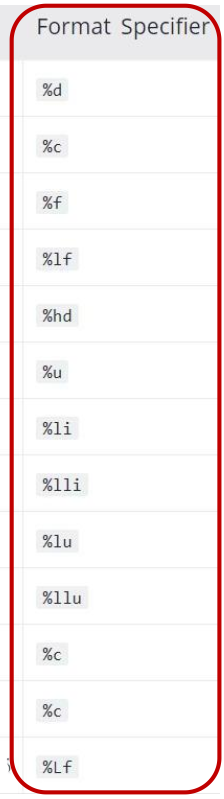 Format Specifier
%d
%c
%f
%lf
%hd
%u
%li
%lli
%lu
%llu
%c
%c
%Lf